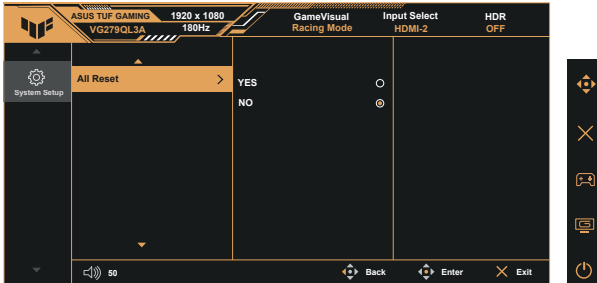 ASUS TUF GAMING 1920 x 1080 GameVisual Input Select HDR
VG279QL3A 180Hz Racing Mode HDMI-2 OFF
System Setup
All Reset
YES
NO
50 Back Enter Exit